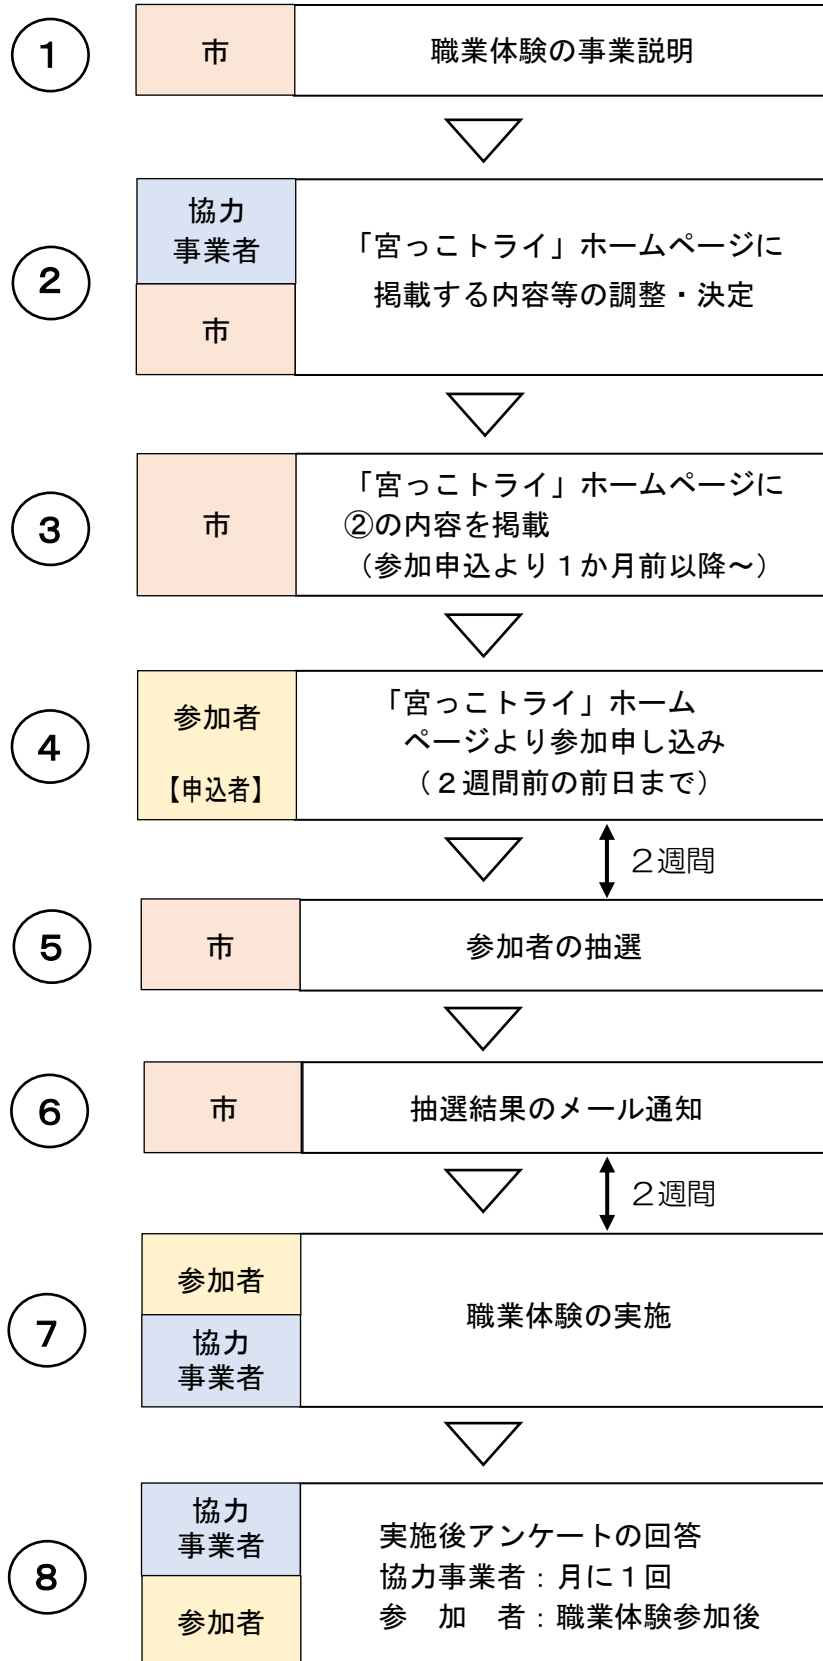 ①
市
職業体験の事業説明
②
協力
事業者
市
「宮っこトライ」ホームページに
掲載する内容等の調整・決定
③
市
「宮っこトライ」ホームページに
②の内容を掲載
（参加申込より１か月前以降～）
④
参加者
【申込者】
「宮っこトライ」ホーム
ページより参加申し込み
（２週間前の前日まで）
２週間
⑤
市
参加者の抽選
⑥
市
抽選結果のメール通知
２週間
⑦
参加者
協力
事業者
職業体験の実施
⑧
協力
事業者
参加者
実施後アンケートの回答
協力事業者：月に１回
参　加　者：職業体験参加後